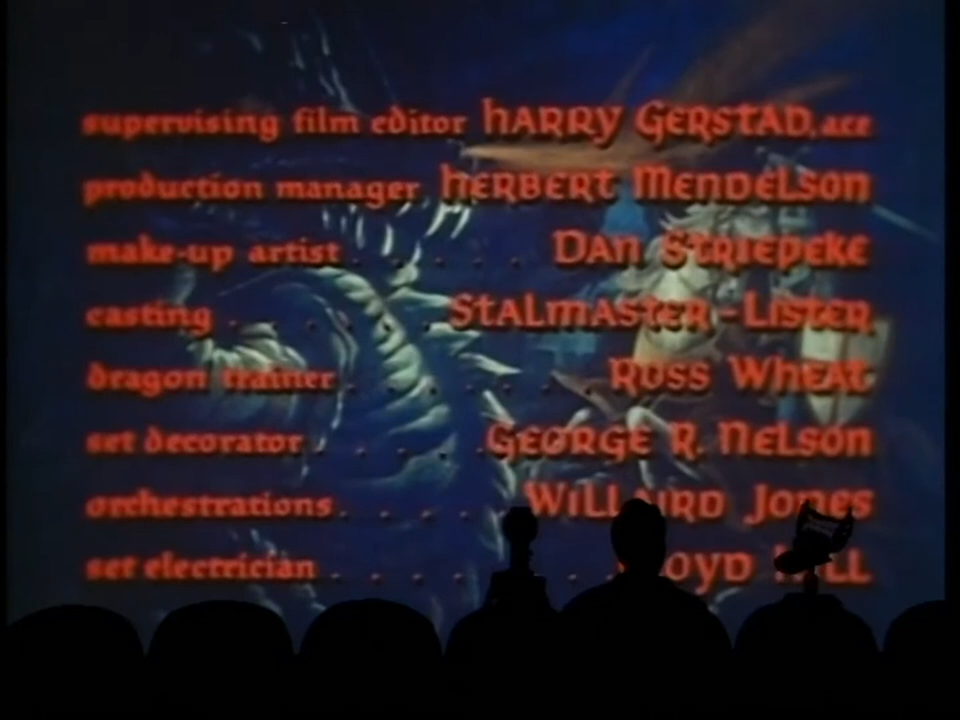 supervising film editor HARRY GERSTAD, ace
production manager HERBERT MENDELSON
make-up artist . . . . . . DAN STRIEPEKE
casting . . . . . STALMASTER-LISTER
dragon trainer . . . . . . ROSS WHEAT
set decorator . . . . . GEORGE R. NELSON
orchestrations . . . . . JONES
set electrician . . . . . . .